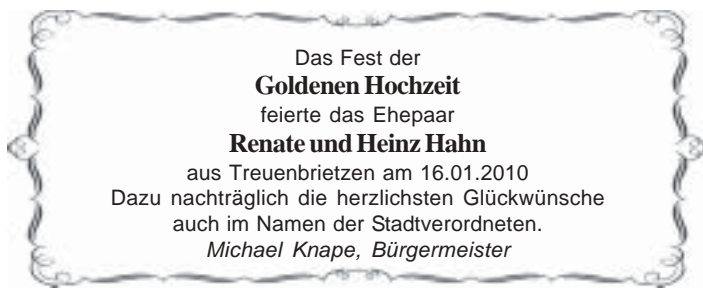 Das Fest der
Goldenen Hochzeit
feierte das Ehepaar
Renate und Heinz Hahn
aus Treuenbrietzen am 16.01.2010
Dazu nachträglich die herzlichsten Glückwünsche
auch im Namen der Stadtverordneten.
Michael Knape, Bürgermeister